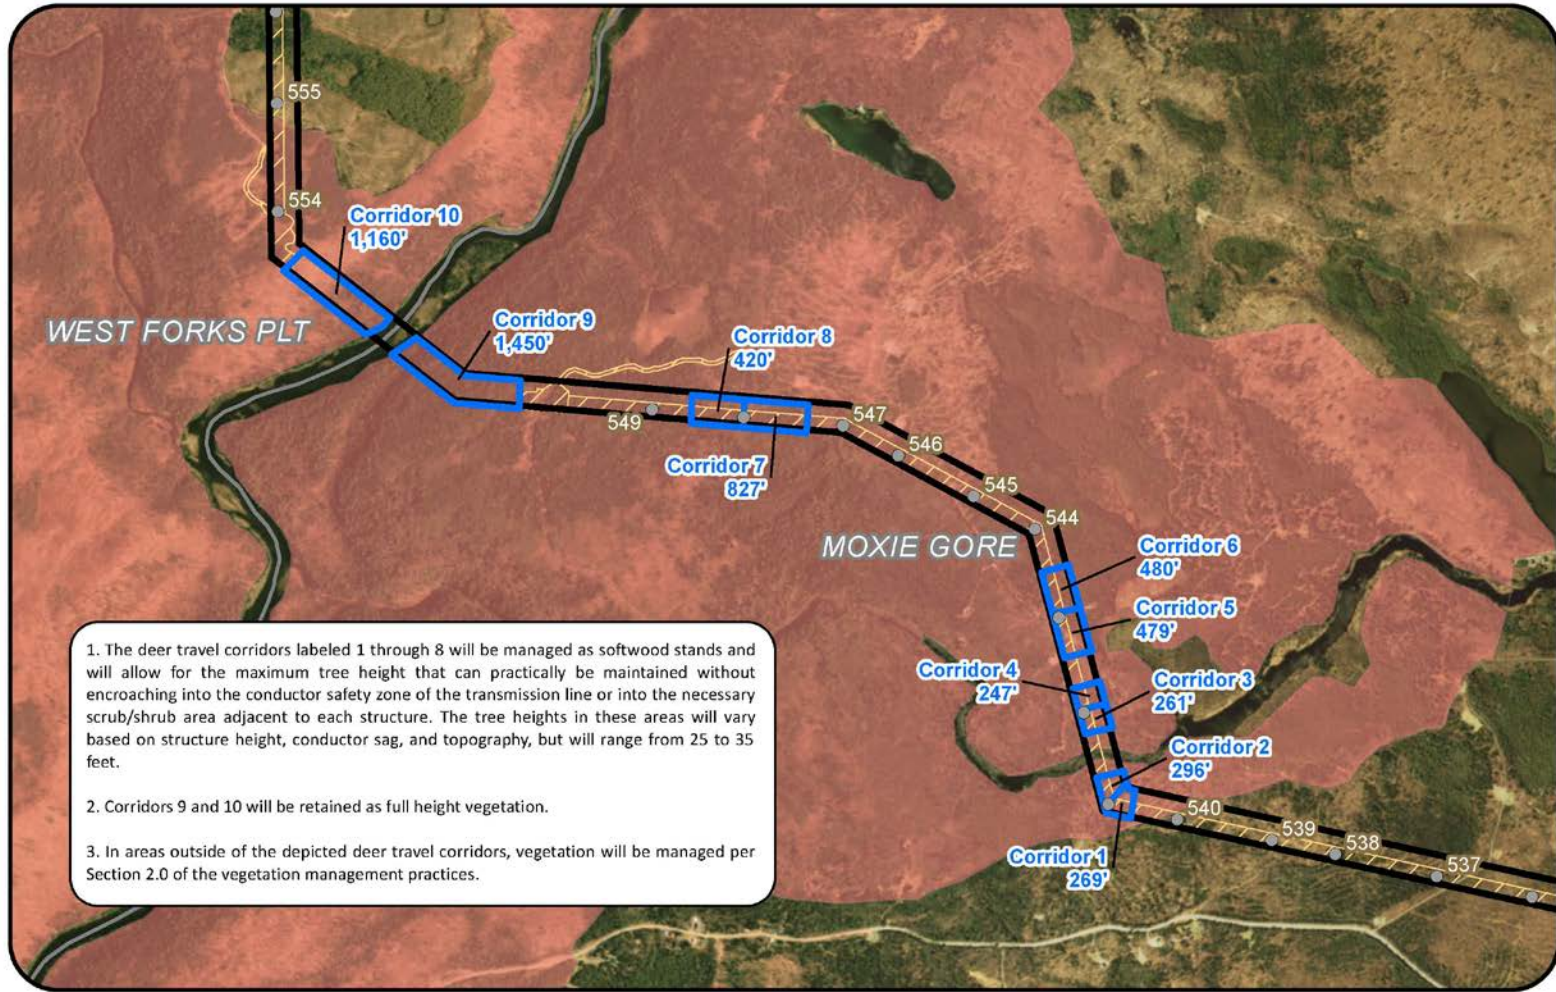 555
554
Corridor 10
1,160'
WEST FORKS PLT
Corridor 9
1,450'
Corridor 8
420'
549
547
546
Corridor 7
827'
545
544
MOXIE GORE
Corridor 6
480'
Corridor 5
479'
Corridor 4
247'
Corridor 3
261'
Corridor 2
296'
540
539
538
537
Corridor 1
269'
1. The deer travel corridors labeled 1 through 8 will be managed as softwood stands and
will allow for the maximum tree height that can practically be maintained without
encroaching into the conductor safety zone of the transmission line or into the necessary
scrub/shrub area adjacent to each structure. The tree heights in these areas will vary
based on structure height, conductor sag, and topography, but will range from 25 to 35
feet.
2. Corridors 9 and 10 will be retained as full height vegetation.
3. In areas outside of the depicted deer travel corridors, vegetation will be managed per
Section 2.0 of the vegetation management practices.